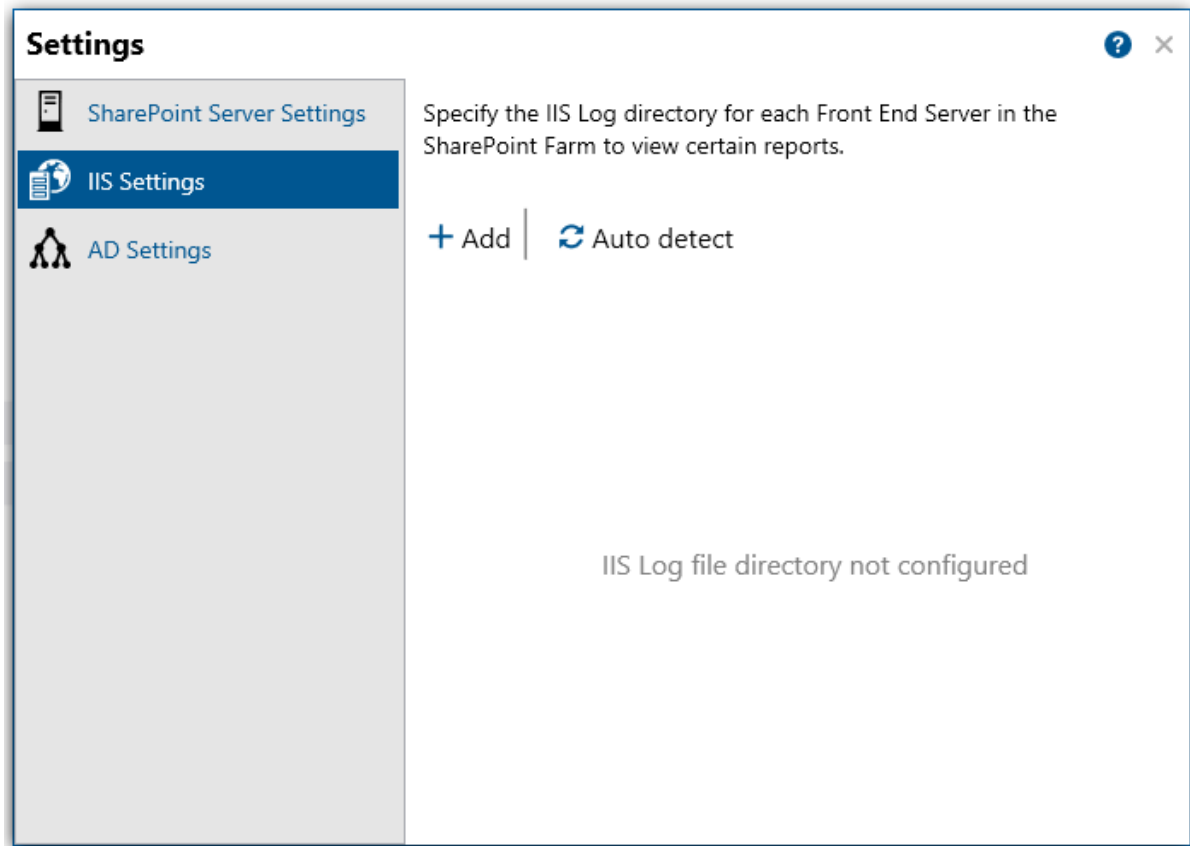 Settings
?
SharePoint Server Settings
IIS Settings
AD Settings
Specify the IIS Log directory for each Front End Server in the
SharePoint Farm to view certain reports.
+ Add
Auto detect
IIS Log file directory not configured